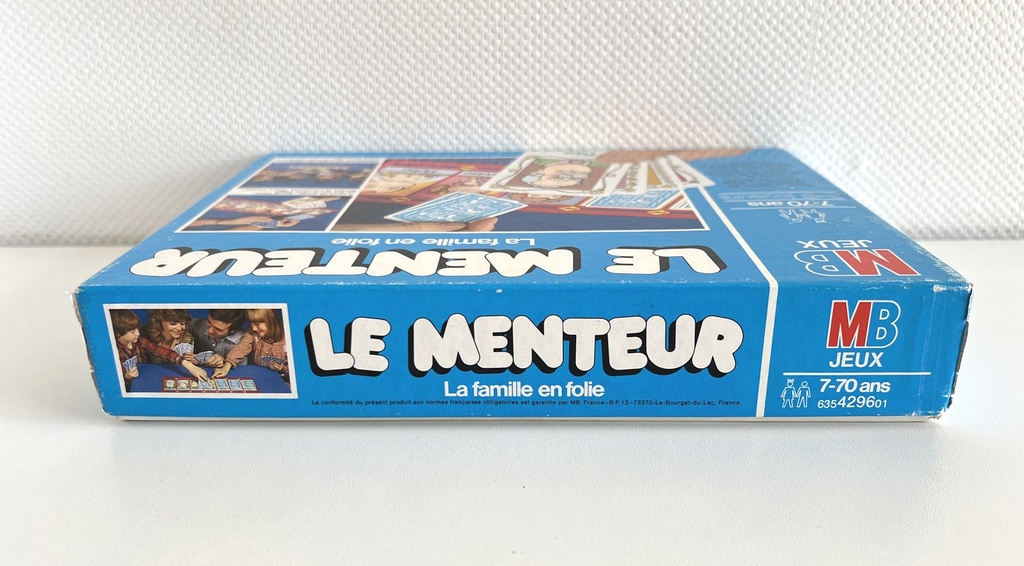 7-70 ans
MB
JEUX
La famille en folie
LE MENTEUR
LE MENTEUR
La famille en folie
La conformité du présent produit aux normes françaises obligatoires est garantie par MB France-B.P.13-73370-Le-Bourget-du-Lac, France
MB
JEUX
7-70 ans
635429601